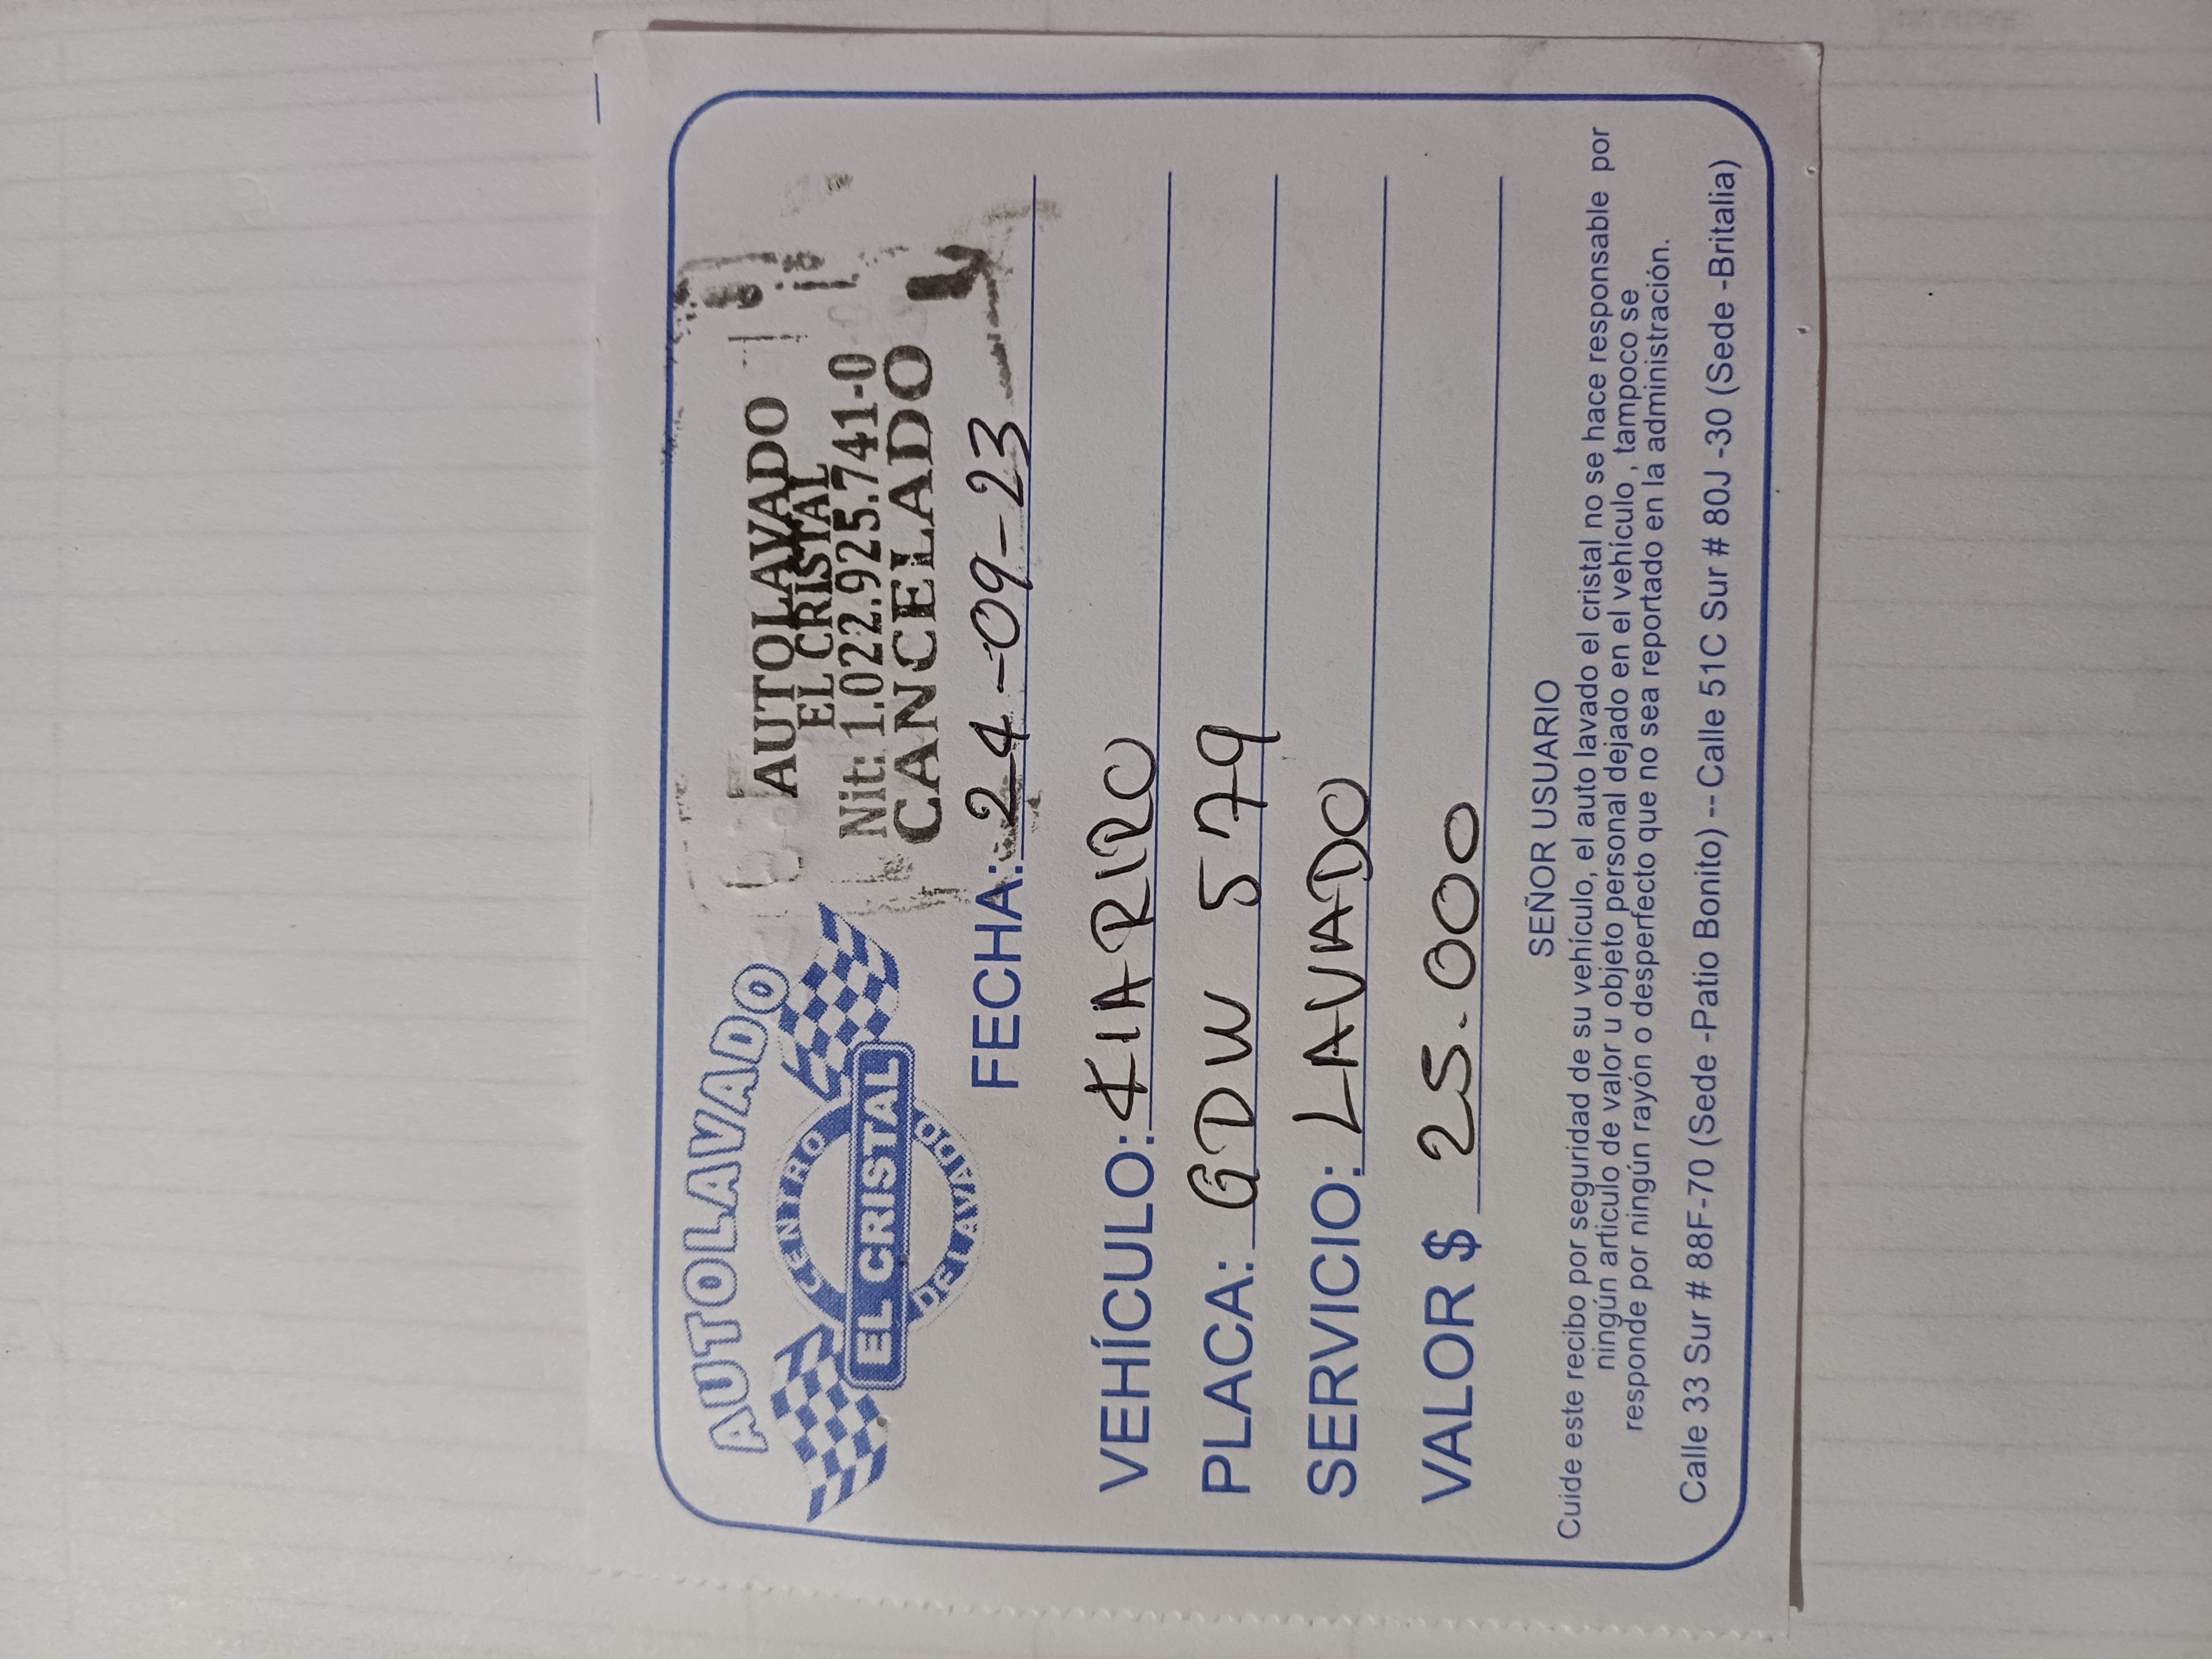 AUTOLAVADO
CENTRO
EL CRISTAL
DE LAVADO
AUTOLAVADO
EL CRISTAL
Nit: 1.022.925.741-0
CANCELADO
FECHA: 24-09-23
VEHÍCULO: KIA RIO
PLACA: GDW 579
SERVICIO: LAVADO
VALOR $ 25.000
SEÑOR USUARIO
Cuide este recibo por seguridad de su vehículo, el auto lavado el cristal no se hace responsable por
ningún artículo de valor u objeto personal dejado en el vehículo , tampoco se
responde por ningún rayón o desperfecto que no sea reportado en la administración.
Calle 33 Sur # 88F-70 (Sede -Patio Bonito) -- Calle 51C Sur # 80J -30 (Sede -Britalia)